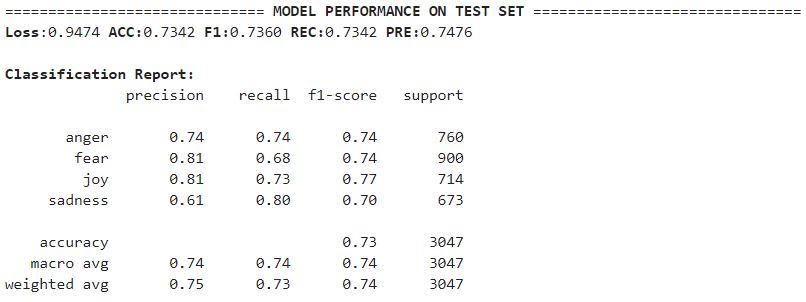 ============================== MODEL PERFORMANCE ON TEST SET ===============================
Loss:0.9474 ACC:0.7342 F1:0.7360 REC:0.7342 PRE:0.7476
Classification Report:
precision recall f1-score support
anger 0.74 0.74 0.74 760
fear 0.81 0.68 0.74 900
joy 0.81 0.73 0.77 714
sadness 0.61 0.80 0.70 673
accuracy 0.73 3047
macro avg 0.74 0.74 0.74 3047
weighted avg 0.75 0.73 0.74 3047